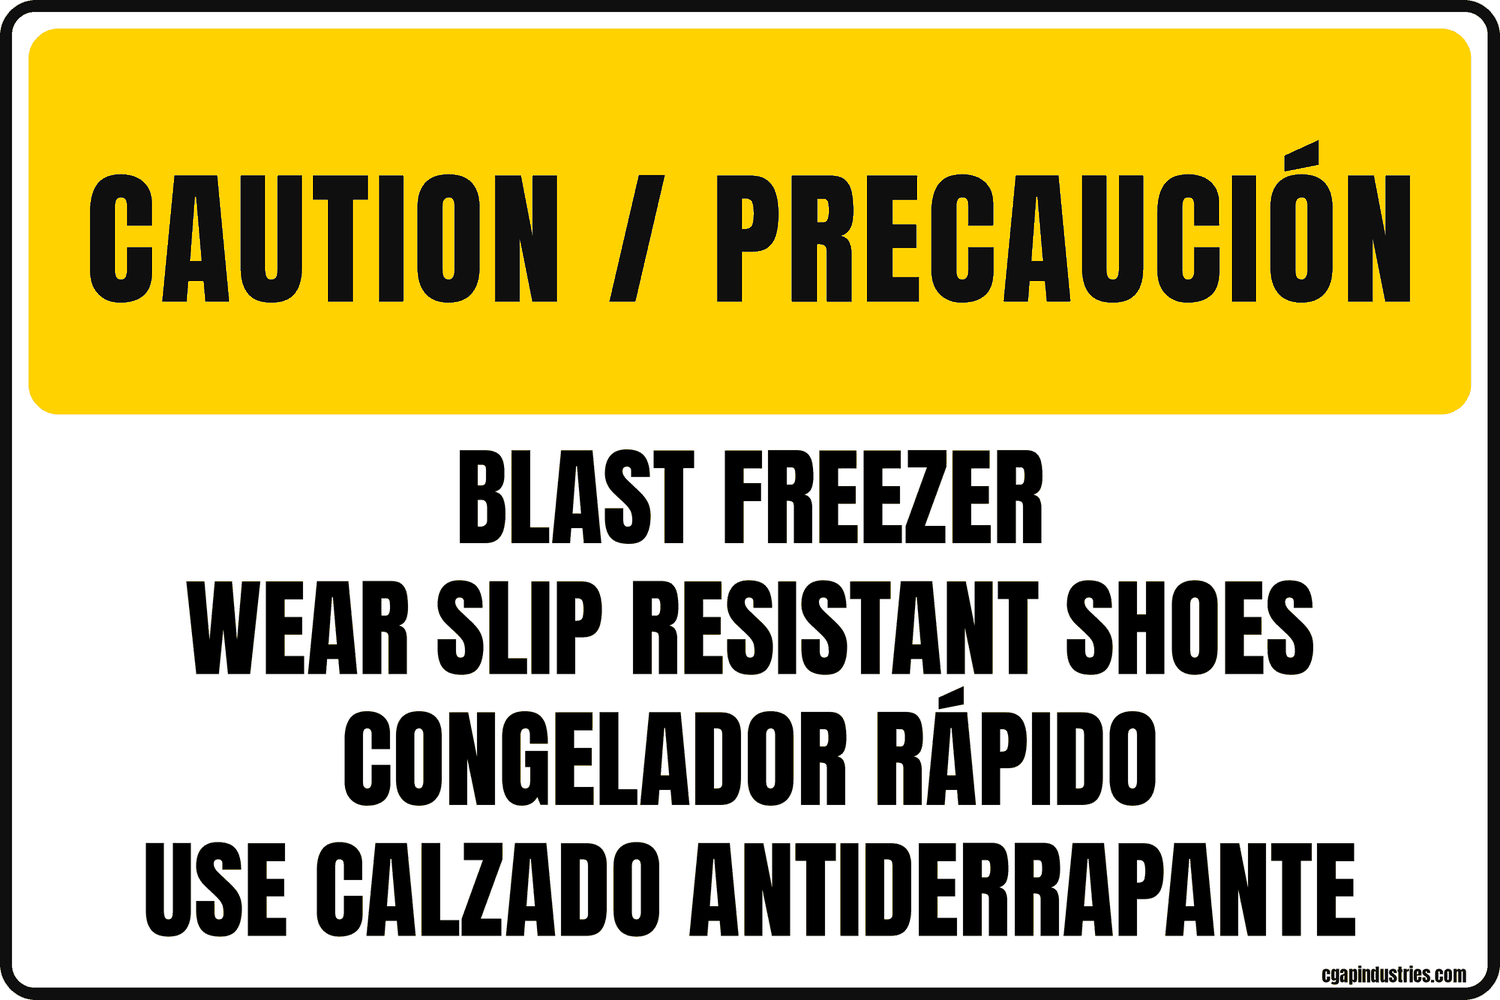 CAUTION / PRECAUCIÓN
BLAST FREEZER
WEAR SLIP RESISTANT SHOES
CONGELADOR RÁPIDO
USE CALZADO ANTIDERRAPANTE
cgapindustries.com